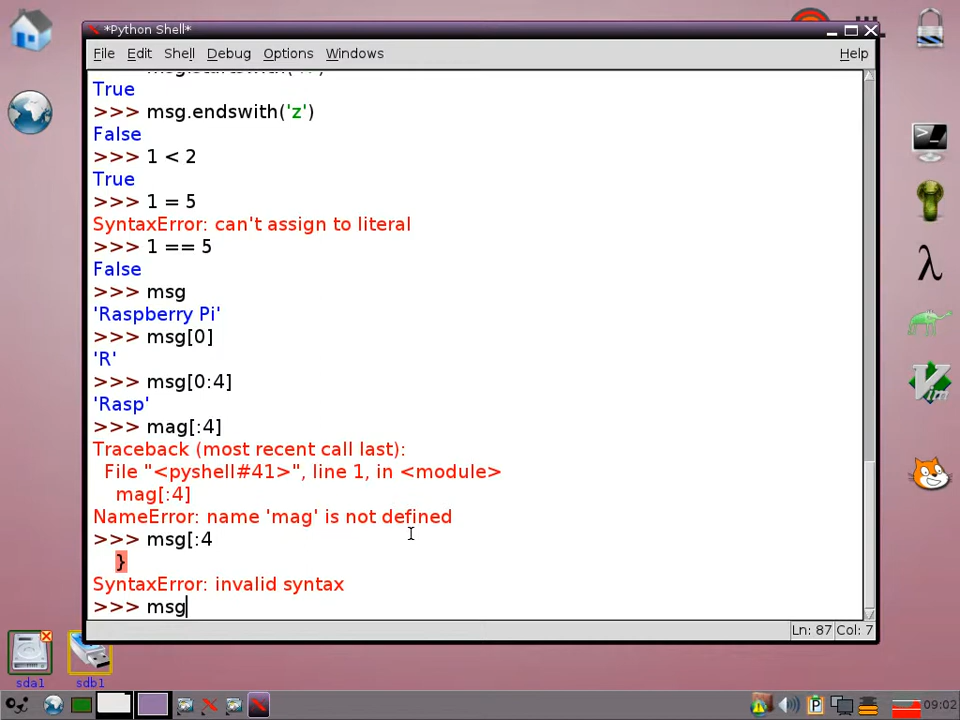 *Python Shell*
File Edit Shell Debug Options Windows Help
True
>>> msg.endswith('z')
False
>>> 1 < 2
True
>>> 1 = 5
SyntaxError: can't assign to literal
>>> 1 == 5
False
>>> msg
'Raspberry Pi'
>>> msg[0]
'R'
>>> msg[0:4]
'Rasp'
>>> mag[:4]
Traceback (most recent call last):
File "<pyshell#41>", line 1, in <module>
mag[:4]
NameError: name 'mag' is not defined
>>> msg[:4
}
SyntaxError: invalid syntax
>>> msg
Ln: 87 Col: 7
sda1 sdb1
09:02